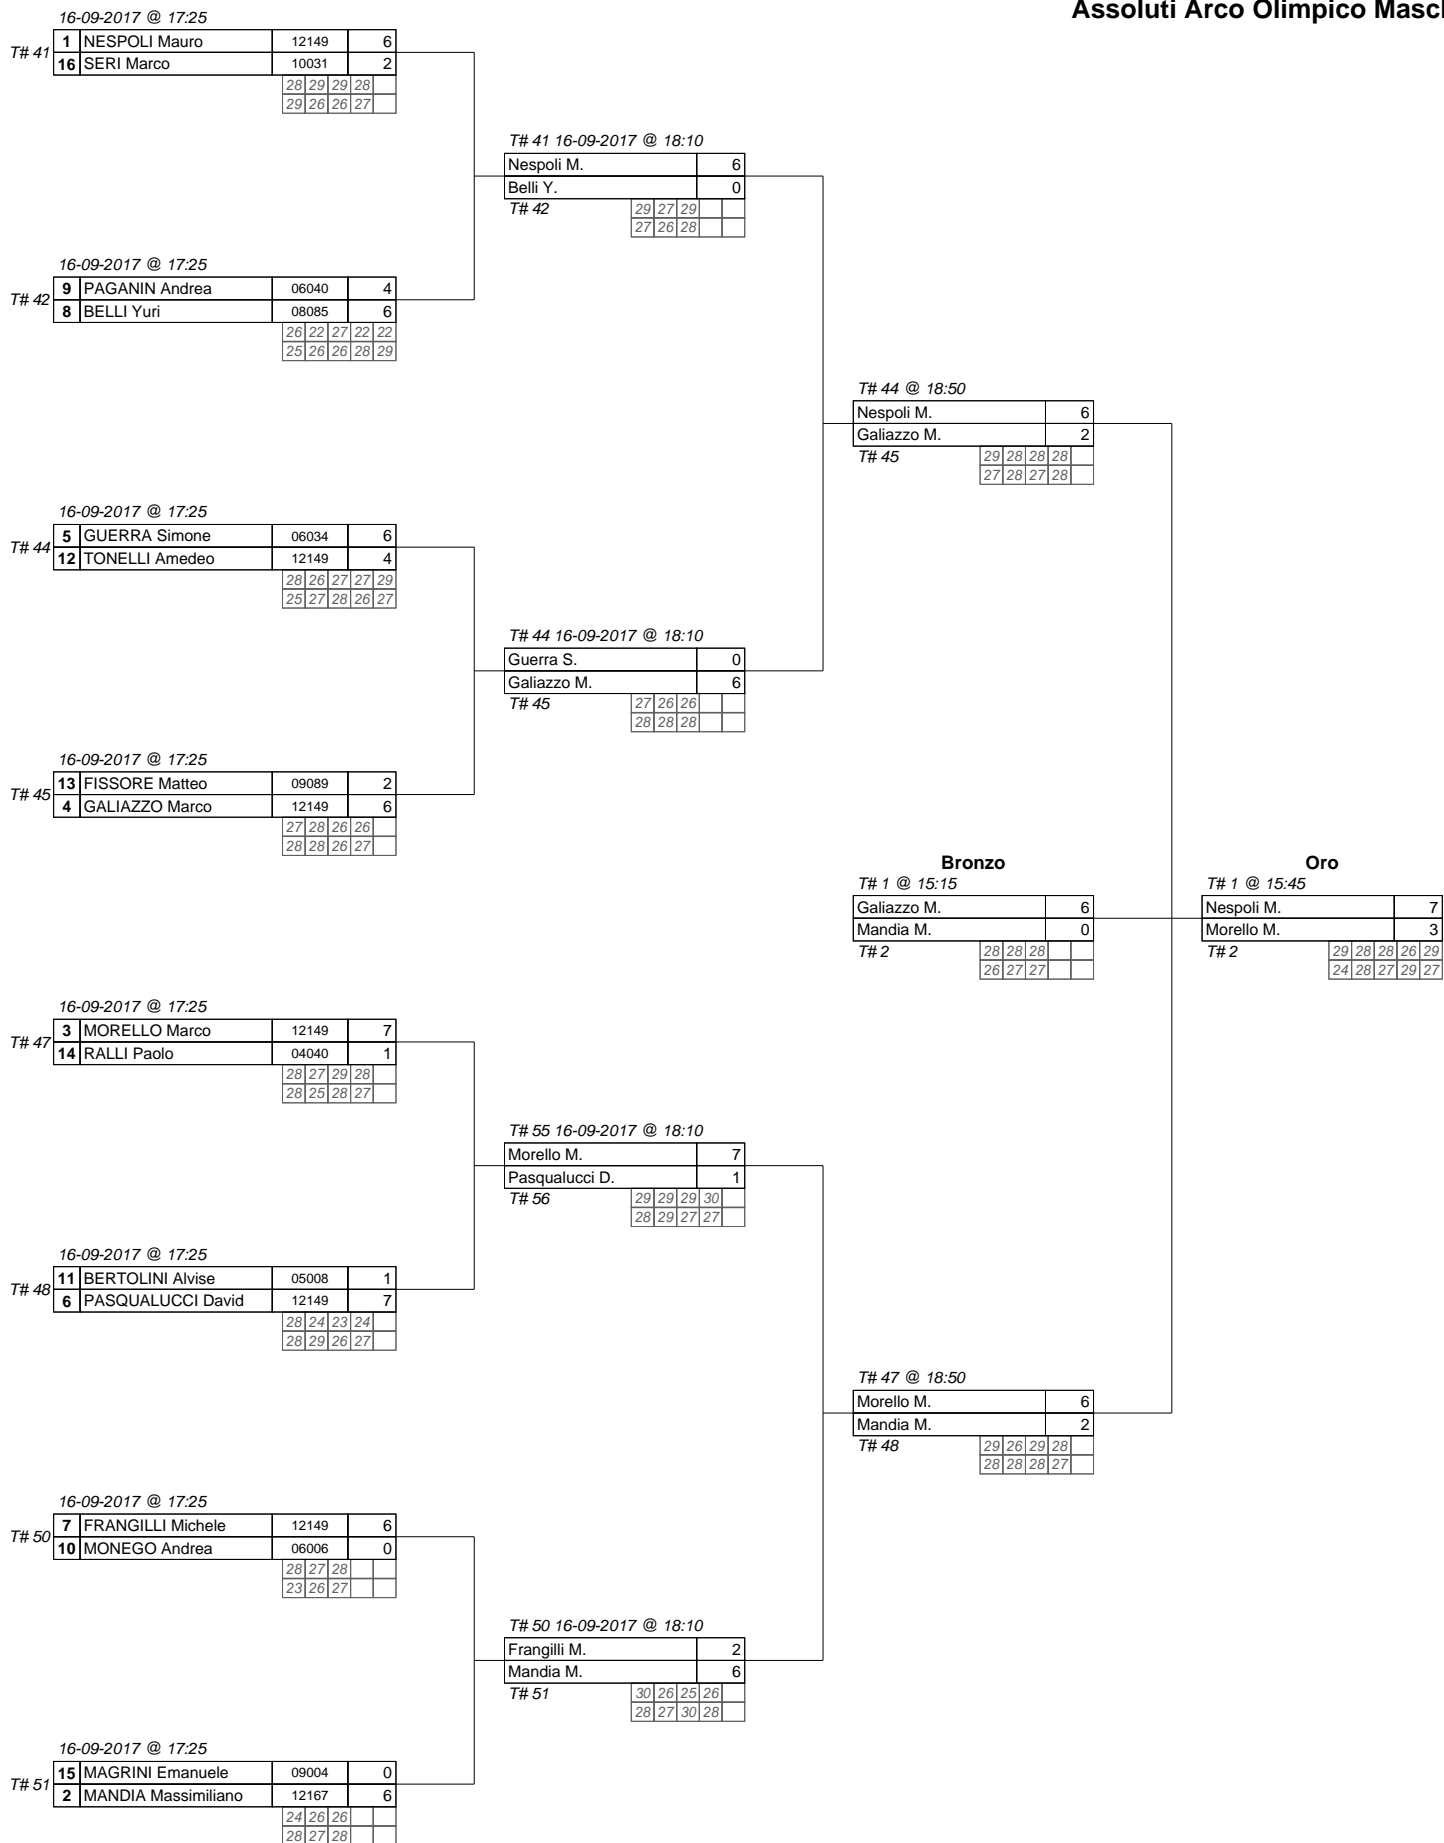 Assoluti Arco Olimpico Masc
16-09-2017 @ 17:25
T# 41
1 NESPOLI Mauro 12149 6
16 SERI Marco 10031 2
28 29 29 28
29 26 26 27
T# 41 16-09-2017 @ 18:10
Nespoli M. 6
Belli Y. 0
T# 42 29 27 29
27 26 28
16-09-2017 @ 17:25
T# 42
9 PAGANIN Andrea 06040 4
8 BELLI Yuri 08085 6
26 22 27 22 22
25 26 26 28 29
T# 44 @ 18:50
Nespoli M. 6
Galiazzo M. 2
T# 45 29 28 28 28
27 28 27 28
16-09-2017 @ 17:25
T# 44
5 GUERRA Simone 06034 6
12 TONELLI Amedeo 12149 4
28 26 27 27 29
25 27 28 26 27
T# 44 16-09-2017 @ 18:10
Guerra S. 0
Galiazzo M. 6
T# 45 27 26 26
28 28 28
16-09-2017 @ 17:25
T# 45
13 FISSORE Matteo 09089 2
4 GALIAZZO Marco 12149 6
27 28 26 26
28 28 26 27
Bronzo
T# 1 @ 15:15
Galiazzo M. 6
Mandia M. 0
T# 2 28 28 28
26 27 27
Oro
T# 1 @ 15:45
Nespoli M. 7
Morello M. 3
T# 2 29 28 28 26 29
24 28 27 29 27
16-09-2017 @ 17:25
T# 47
3 MORELLO Marco 12149 7
14 RALLI Paolo 04040 1
28 27 29 28
28 25 28 27
T# 55 16-09-2017 @ 18:10
Morello M. 7
Pasqualucci D. 1
T# 56 29 29 29 30
28 29 27 27
16-09-2017 @ 17:25
T# 48
11 BERTOLINI Alvise 05008 1
6 PASQUALUCCI David 12149 7
28 24 23 24
28 29 26 27
T# 47 @ 18:50
Morello M. 6
Mandia M. 2
T# 48 29 26 29 28
28 28 28 27
16-09-2017 @ 17:25
T# 50
7 FRANGILLI Michele 12149 6
10 MONEGO Andrea 06006 0
28 27 28
23 26 27
T# 50 16-09-2017 @ 18:10
Frangilli M. 2
Mandia M. 6
T# 51 30 26 25 26
28 27 30 28
16-09-2017 @ 17:25
T# 51
15 MAGRINI Emanuele 09004 0
2 MANDIA Massimiliano 12167 6
24 26 26
28 27 28